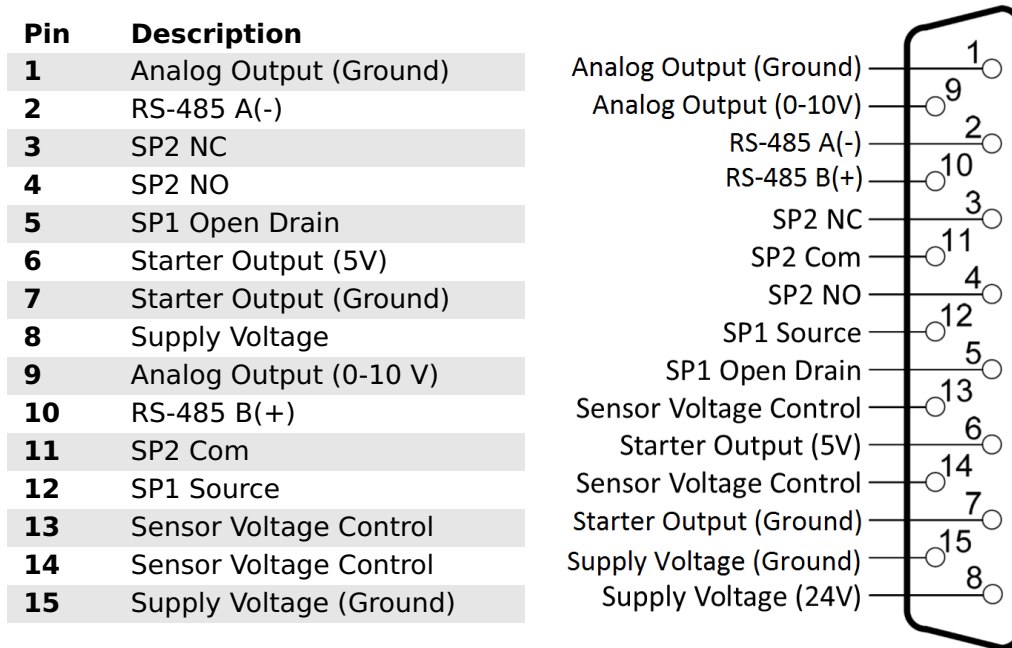 Pin Description
1 Analog Output (Ground)
2 RS-485 A(-)
3 SP2 NC
4 SP2 NO
5 SP1 Open Drain
6 Starter Output (5V)
7 Starter Output (Ground)
8 Supply Voltage
9 Analog Output (0-10 V)
10 RS-485 B(+)
11 SP2 Com
12 SP1 Source
13 Sensor Voltage Control
14 Sensor Voltage Control
15 Supply Voltage (Ground)
Analog Output (Ground) 1
Analog Output (0-10V) 9
RS-485 A(-) 2
RS-485 B(+) 10
SP2 NC 3
SP2 Com 11
SP2 NO 4
SP1 Source 12
SP1 Open Drain 5
Sensor Voltage Control 13
Starter Output (5V) 6
Sensor Voltage Control 14
Starter Output (Ground) 7
Supply Voltage (Ground) 15
Supply Voltage (24V) 8